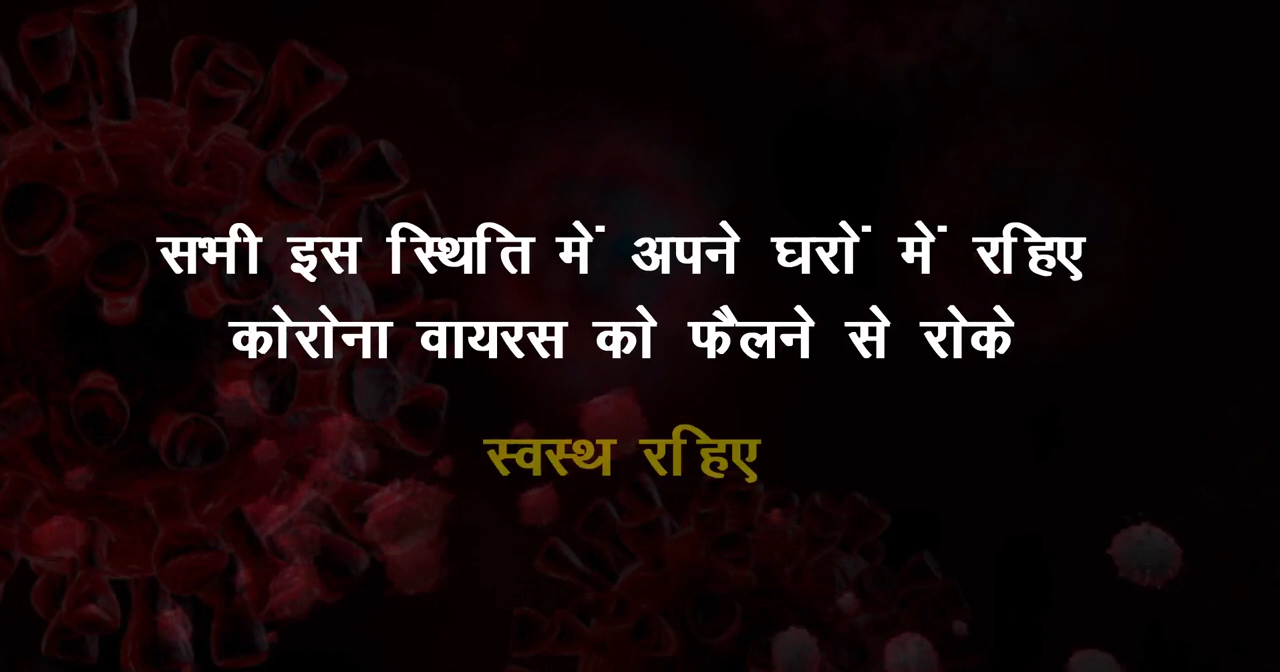 सभी इस स्थिति में अपने घरों में रहिए
कोरोना वायरस को फैलने से रोके
स्वस्थ रहिए